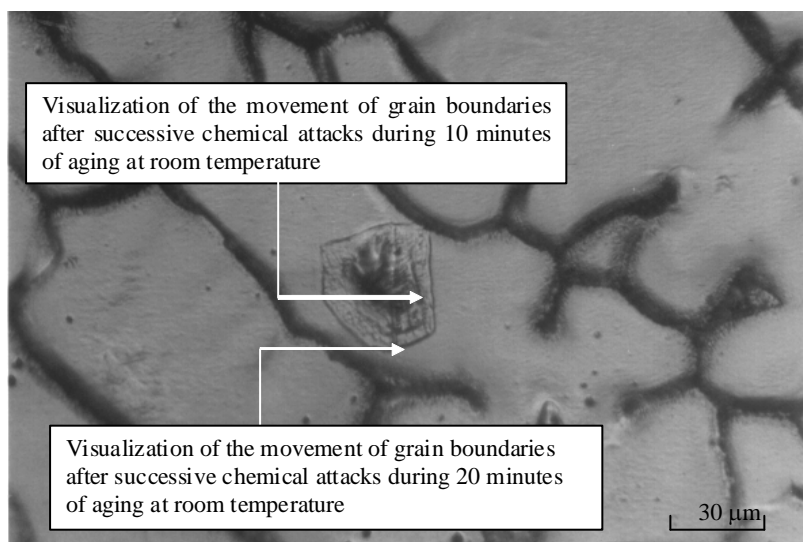 Visualization of the movement of grain boundaries
after successive chemical attacks during 10 minutes
of aging at room temperature
Visualization of the movement of grain boundaries
after successive chemical attacks during 20 minutes
of aging at room temperature
30 µm